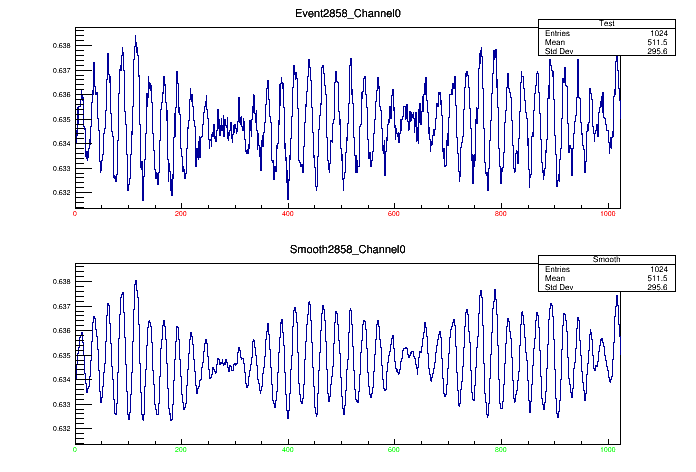 Event2858_Channel0
Test
Entries 1024
Mean 511.5
Std Dev 295.6
0.638
0.637
0.636
0.635
0.634
0.633
0.632
0 200 400 600 800 1000
Smooth2858_Channel0
Smooth
Entries 1024
Mean 511.5
Std Dev 295.6
0.638
0.637
0.636
0.635
0.634
0.633
0.632
0 200 400 600 800 1000